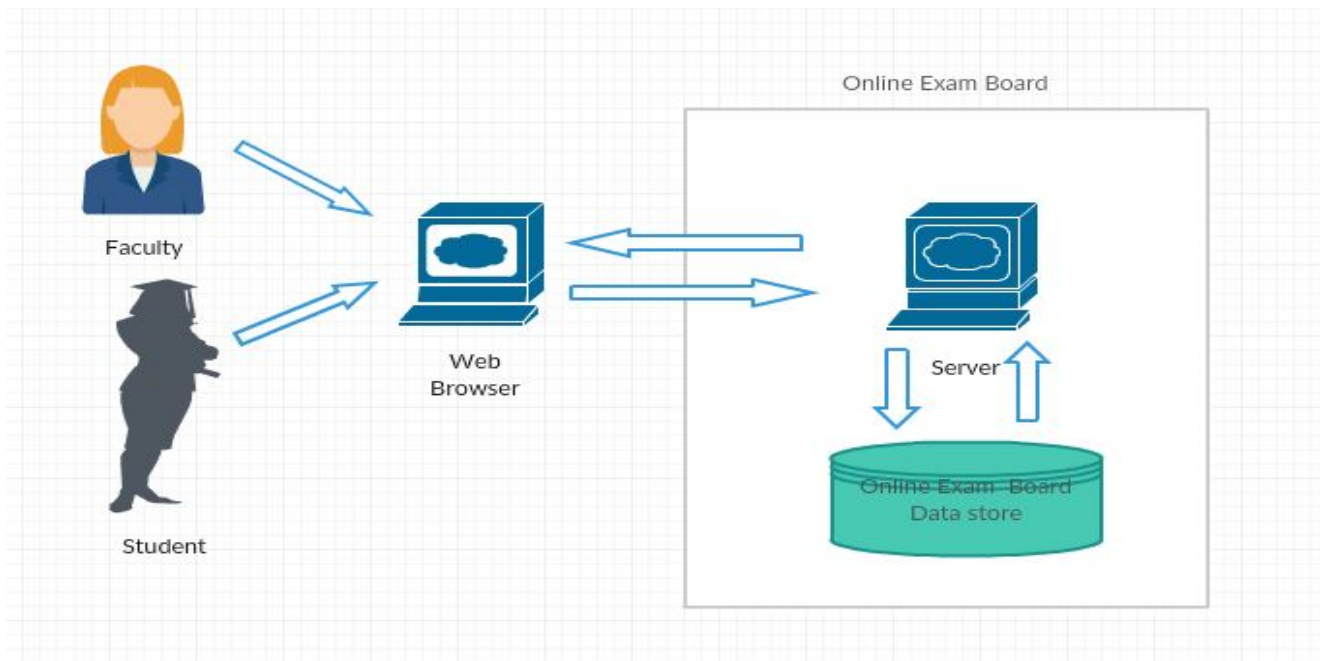 Online Exam Board
Faculty
Web
Browser
Server
Online Exam Board
Data store
Student